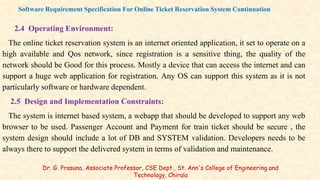 Software Requirement Specification For Online Ticket Reservation System Continuation
2.4 Operating Environment:
The online ticket reservation system is an internet oriented application, it set to operate on a
high available and Qos network, since registration is a sensitive thing, the quality of the
network should be Good for this process. Mostly a device that can access the internet and can
support a huge web application for registration. Any OS can support this system as it is not
particularly software or hardware dependent.
2.5 Design and Implementation Constraints:
The system is internet based system, a webapp that should be developed to support any web
browser to be used. Passenger Account and Payment for train ticket should be secure , the
system design should include a lot of DB and SYSTEM validation. Developers needs to be
always there to support the delivered system in terms of validation and maintenance.
Dr. G. Prasuna, Associate Professor, CSE Dept., St. Ann's College of Engineering and
Technology, Chirala